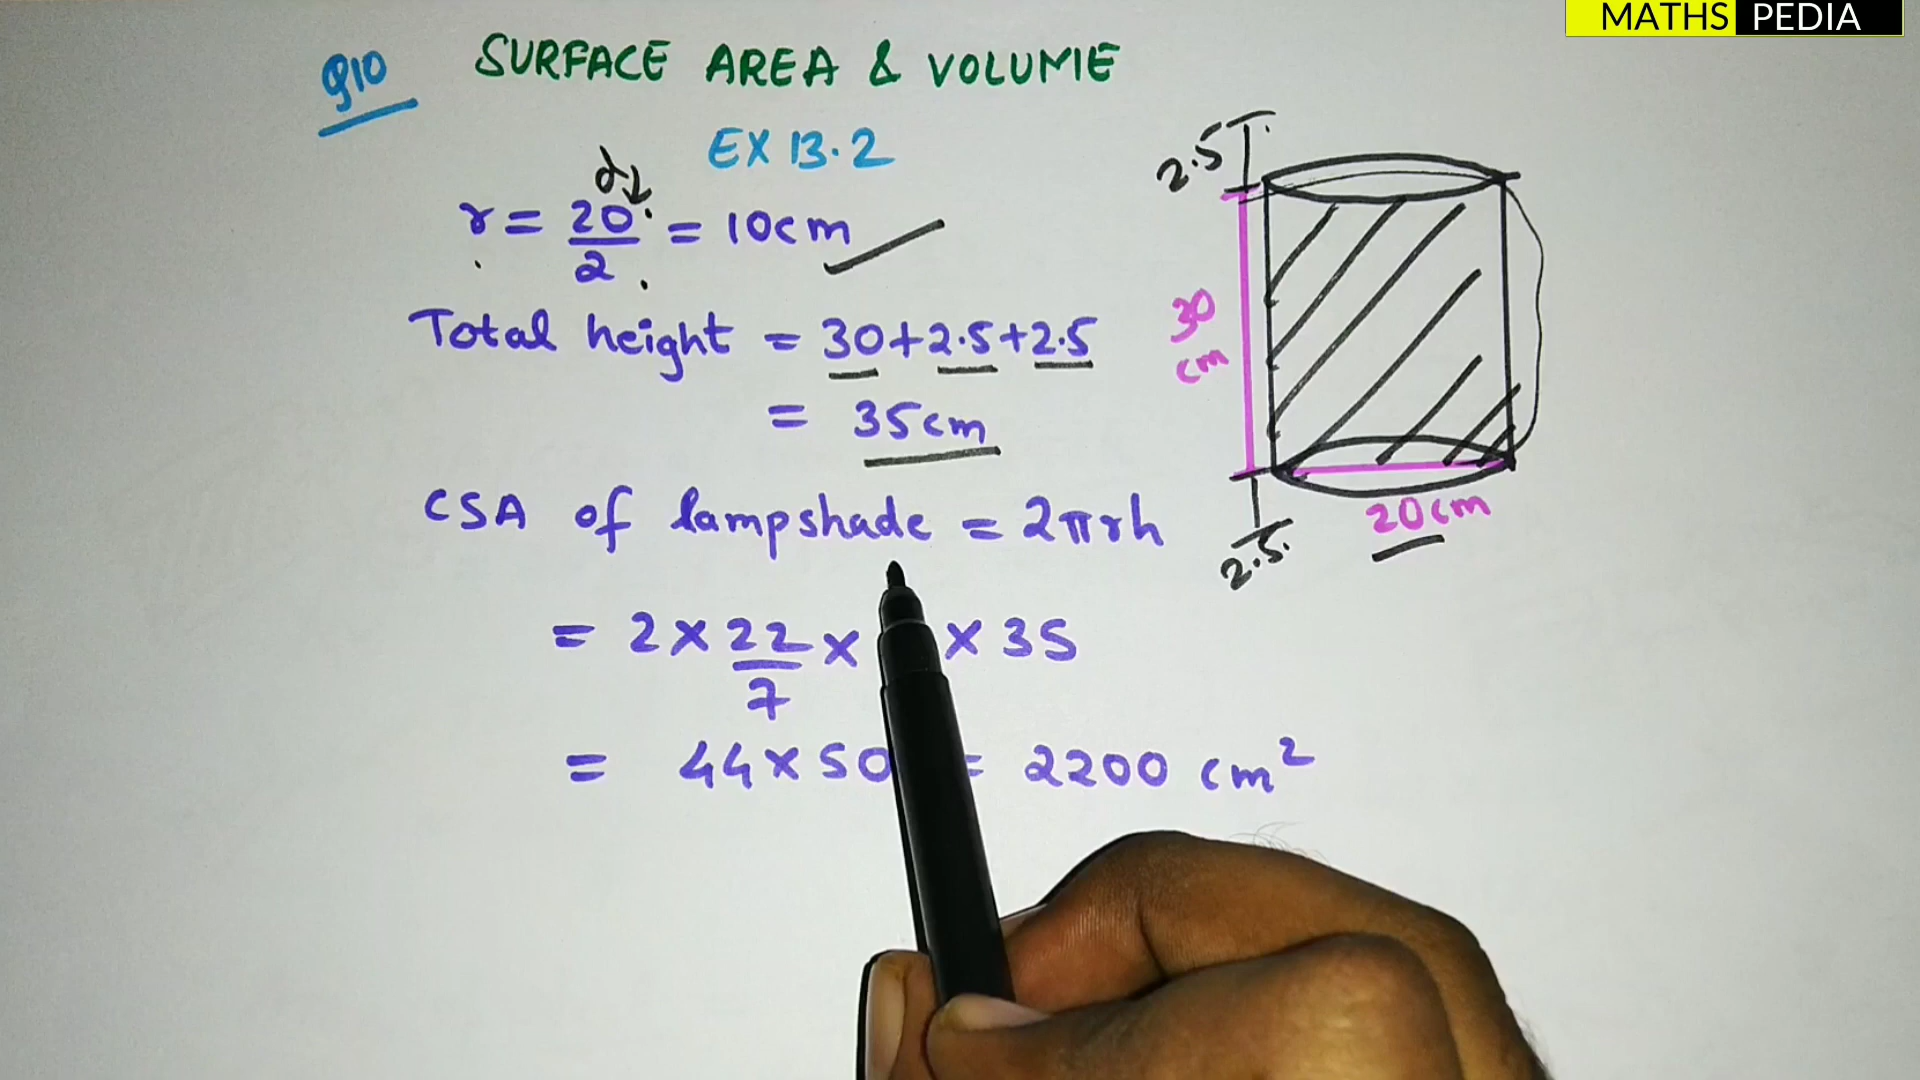 MATHS PEDIA
Q10 SURFACE AREA & VOLUME
EX 13.2
d
r = 20/2 = 10cm
Total height = 30+2.5+2.5
= 35cm
CSA of lampshade = 2πrh
= 2 × 22/7 × × 35
= 44 × 50 = 2200 cm²
2.5
30 cm
20cm
2.5